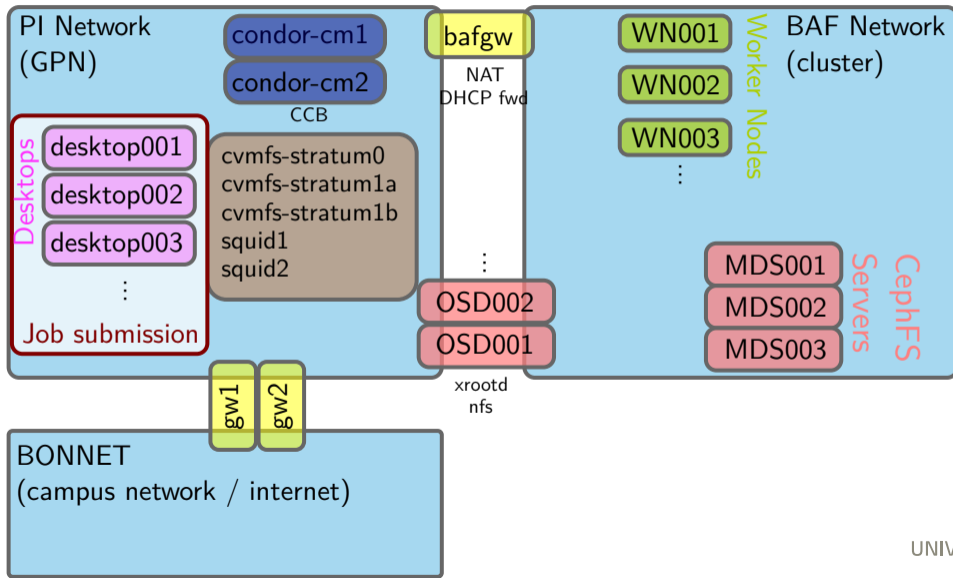 PI Network
(GPN)
condor-cm1
condor-cm2
CCB
bafgw
NAT
DHCP fwd
BAF Network
(cluster)
WN001
WN002
WN003
⋮
Worker Nodes
Desktops
desktop001
desktop002
desktop003
⋮
Job submission
cvmfs-stratum0
cvmfs-stratum1a
cvmfs-stratum1b
squid1
squid2
⋮
OSD002
OSD001
xrootd
nfs
MDS001
MDS002
MDS003
CephFS
Servers
gw1
gw2
BONNET
(campus network / internet)
UNIV